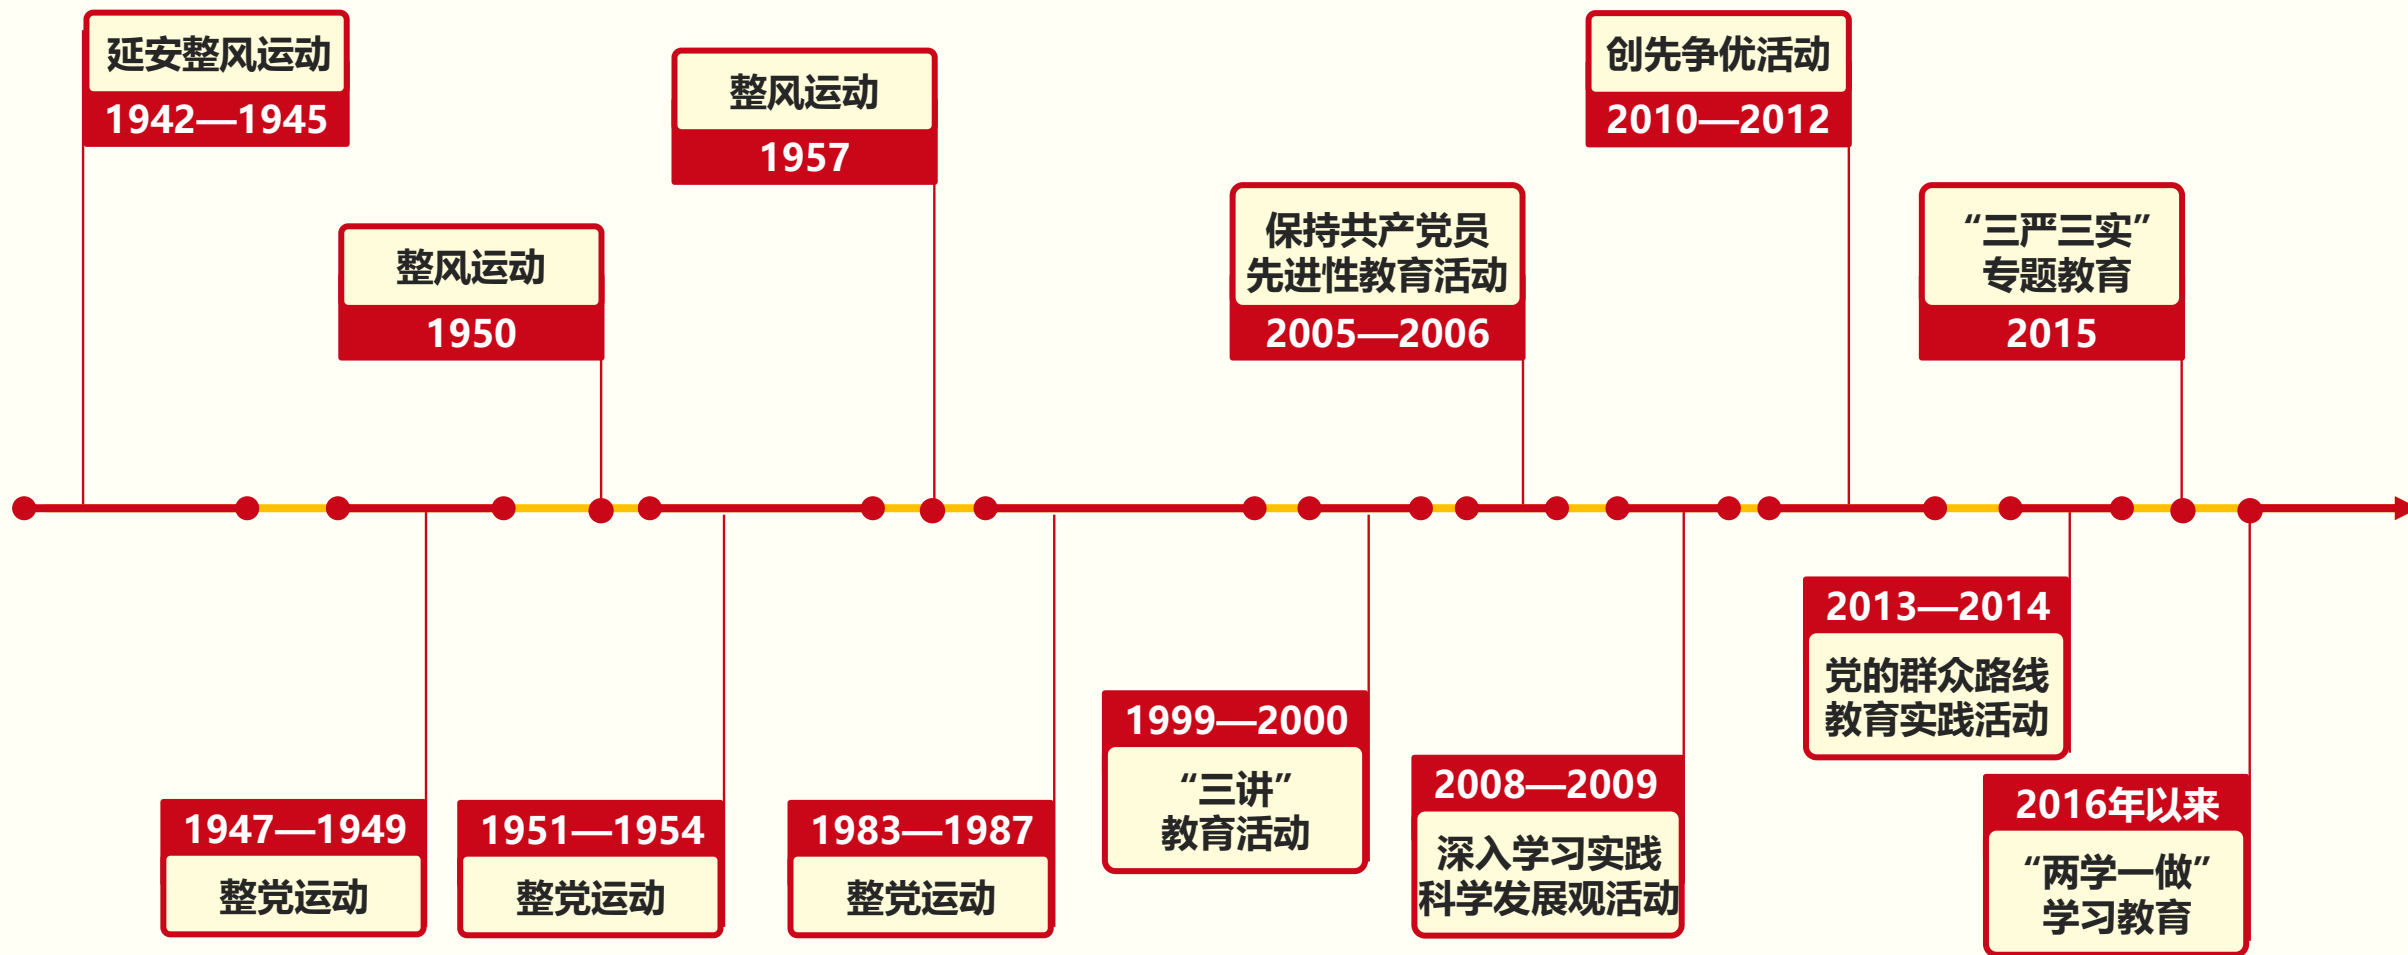 延安整风运动
1942—1945
整风运动
1950
整风运动
1957
保持共产党员
先进性教育活动
2005—2006
创先争优活动
2010—2012
“三严三实”
专题教育
2015
1947—1949
整党运动
1951—1954
整党运动
1983—1987
整党运动
1999—2000
“三讲”
教育活动
2008—2009
深入学习实践
科学发展观活动
2013—2014
党的群众路线
教育实践活动
2016年以来
“两学一做”
学习教育